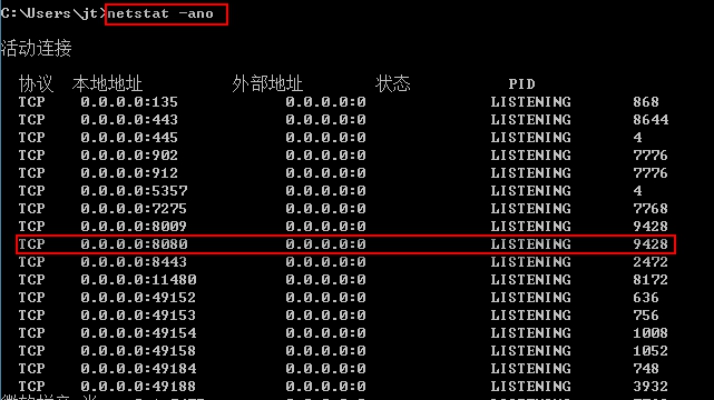 C:\Users\jt>netstat -ano
活动连接
协议 本地地址 外部地址 状态 PID
TCP 0.0.0.0:135 0.0.0.0:0 LISTENING 868
TCP 0.0.0.0:443 0.0.0.0:0 LISTENING 8644
TCP 0.0.0.0:445 0.0.0.0:0 LISTENING 4
TCP 0.0.0.0:902 0.0.0.0:0 LISTENING 7776
TCP 0.0.0.0:912 0.0.0.0:0 LISTENING 7776
TCP 0.0.0.0:5357 0.0.0.0:0 LISTENING 4
TCP 0.0.0.0:7275 0.0.0.0:0 LISTENING 7768
TCP 0.0.0.0:8009 0.0.0.0:0 LISTENING 9428
TCP 0.0.0.0:8080 0.0.0.0:0 LISTENING 9428
TCP 0.0.0.0:8443 0.0.0.0:0 LISTENING 2472
TCP 0.0.0.0:11480 0.0.0.0:0 LISTENING 8172
TCP 0.0.0.0:49152 0.0.0.0:0 LISTENING 636
TCP 0.0.0.0:49153 0.0.0.0:0 LISTENING 756
TCP 0.0.0.0:49154 0.0.0.0:0 LISTENING 1008
TCP 0.0.0.0:49158 0.0.0.0:0 LISTENING 1052
TCP 0.0.0.0:49184 0.0.0.0:0 LISTENING 748
TCP 0.0.0.0:49188 0.0.0.0:0 LISTENING 3932